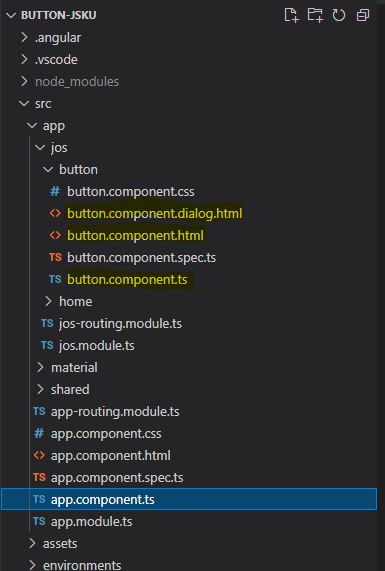 BUTTON-JSKU
.angular
.vscode
node_modules
src
app
jos
button
# button.component.css
<> button.component.dialog.html
<> button.component.html
TS button.component.spec.ts
TS button.component.ts
home
TS jos-routing.module.ts
TS jos.module.ts
material
shared
TS app-routing.module.ts
# app.component.css
<> app.component.html
TS app.component.spec.ts
TS app.component.ts
TS app.module.ts
assets
environments